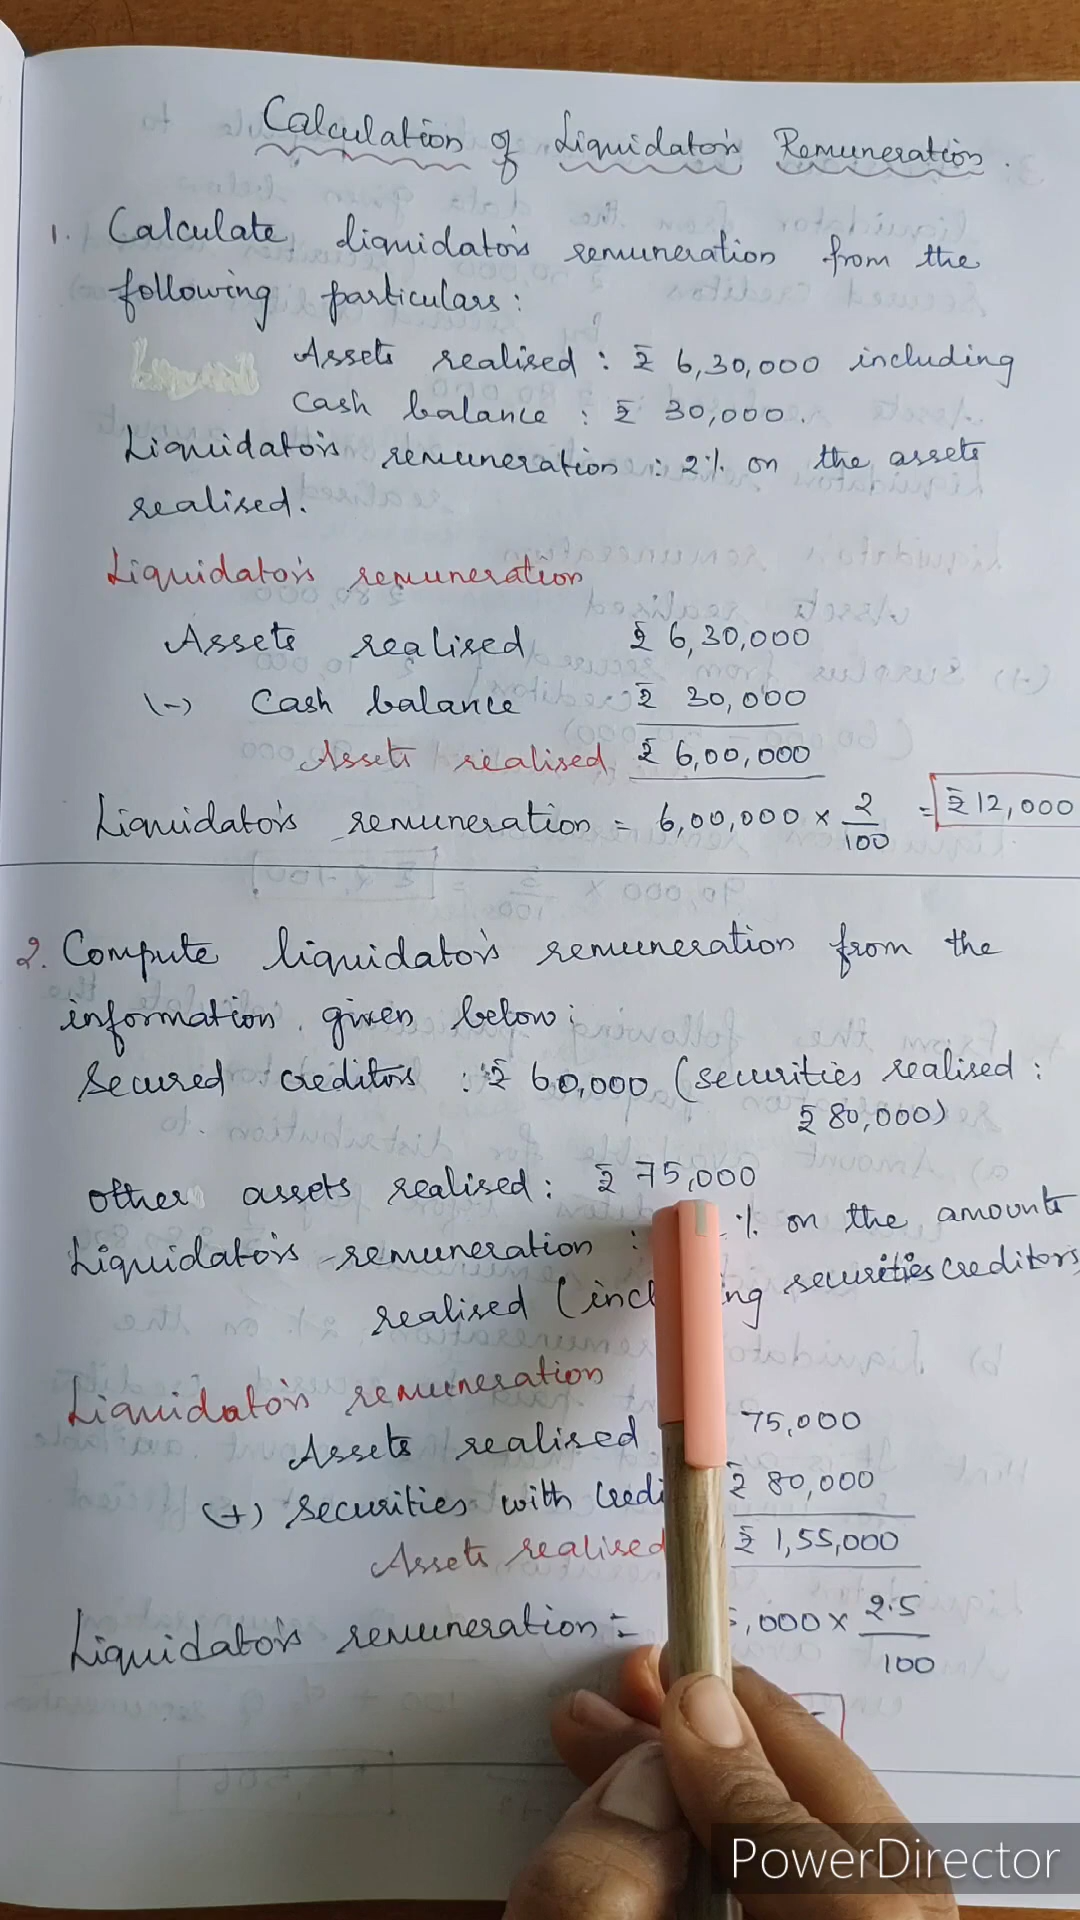 Calculation of Liquidator's Remuneration.
1. Calculate liquidator's remuneration from the
following particulars:
Assets realised : ₹ 6,30,000 including
cash balance : ₹ 30,000.
Liquidator's remuneration : 2% on the assets
realised.
Liquidator's remuneration
Assets realised ₹ 6,30,000
(-) Cash balance ₹ 30,000
Assets realised ₹ 6,00,000
Liquidator's remuneration = 6,00,000 × 2/100 = ₹ 12,000
2. Compute liquidator's remuneration from the
information given below:
Secured creditors : ₹ 60,000 (securities realised :
₹ 80,000)
Other assets realised : ₹ 75,000
Liquidator's remuneration : % on the amounts
realised (incl ng securities creditors
Liquidator's remuneration
Assets realised 75,000
(+) Securities with Credi ₹ 80,000
Assets realised ₹ 1,55,000
Liquidator's remuneration = ,000 × 2.5/100
PowerDirector